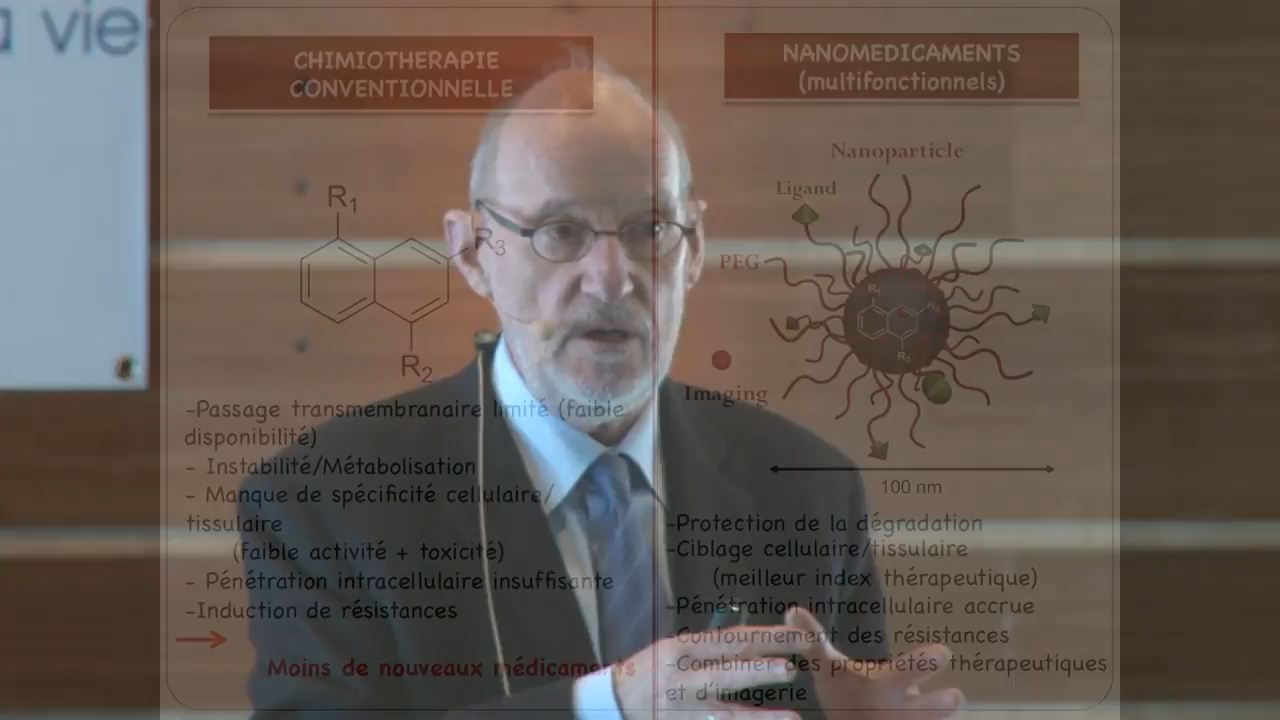 a vie
CHIMIOTHERAPIE
CONVENTIONNELLE
R1
R3
R2
-Passage transmembranaire limité (faible
disponibilité)
- Instabilité/Métabolisation
- Manque de spécificité cellulaire/
tissulaire
(faible activité + toxicité)
- Pénétration intracellulaire insuffisante
-Induction de résistances
Moins de nouveaux médicaments
NANOMEDICAMENTS
(multifonctionnels)
Nanoparticle
Ligand
PEG
R1
R3
R2
Imaging
100 nm
-Protection de la dégradation
-Ciblage cellulaire/tissulaire
(meilleur index thérapeutique)
-Pénétration intracellulaire accrue
-Contournement des résistances
-Combiner des propriétés thérapeutiques
et d'imagerie